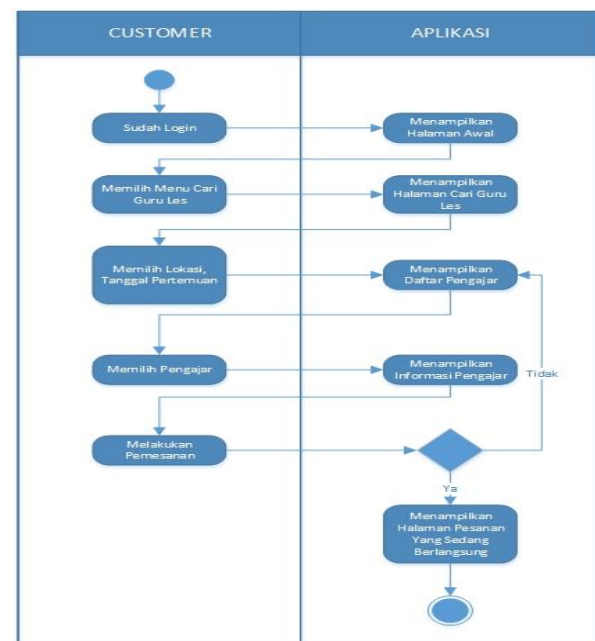 CUSTOMER
APLIKASI
Sudah Login
Menampilkan
Halaman Awal
Memilih Menu Cari
Guru Les
Menampilkan
Halaman Cari Guru
Les
Memilih Lokasi,
Tanggal Pertemuan
Menampilkan
Daftar Pengajar
Memilih Pengajar
Menampilkan
Informasi Pengajar
Tidak
Melakukan
Pemesanan
Ya
Menampilkan
Halaman Pesanan
Yang Sedang
Berlangsung